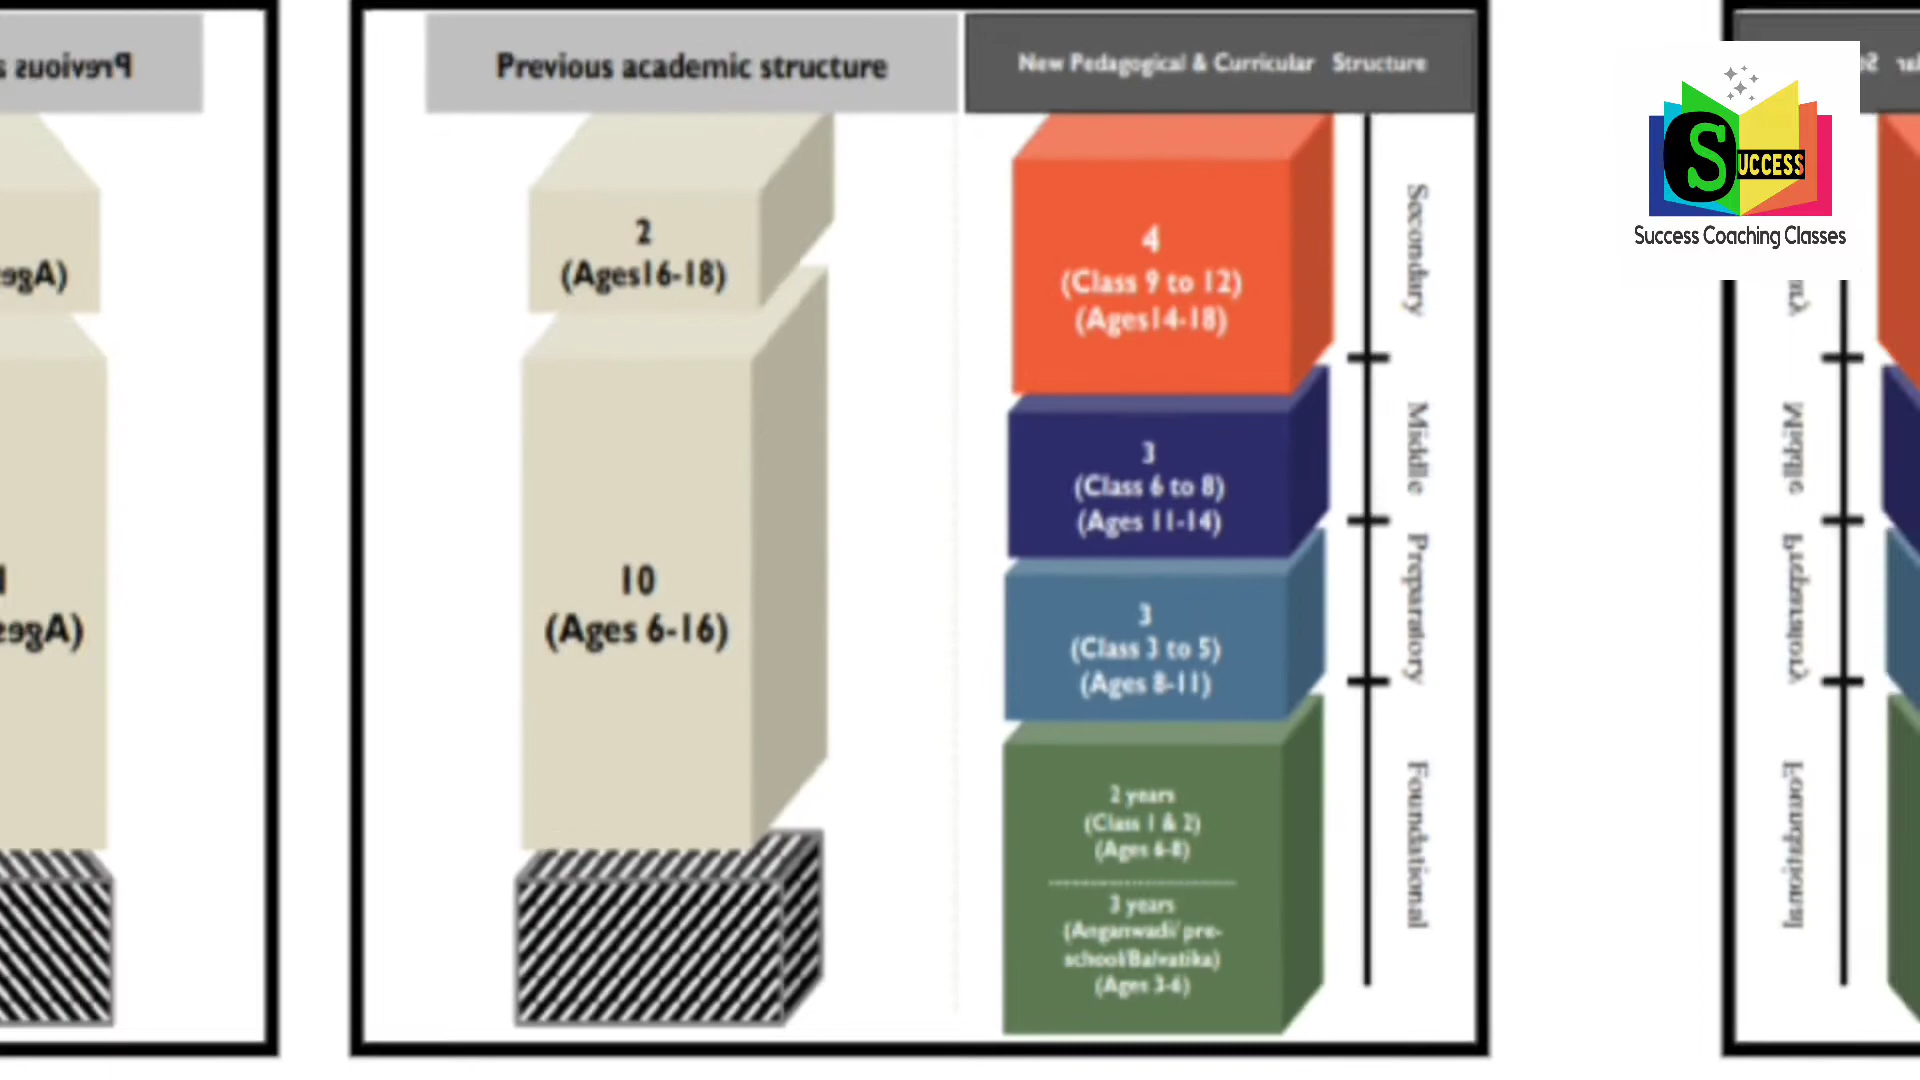 Previous academic structure
New Pedagogical & Curricular Structure
2
(Ages16-18)
10
(Ages 6-16)
4
(Class 9 to 12)
(Ages14-18)
Secondary
3
(Class 6 to 8)
(Ages 11-14)
Middle
3
(Class 3 to 5)
(Ages 8-11)
Preparatory
2 years
(Class 1 & 2)
(Ages 6-8)
3 years
(Anganwadi/ pre-
school/Balvatika)
(Ages 3-6)
Foundational
SUCCESS
Success Coaching Classes